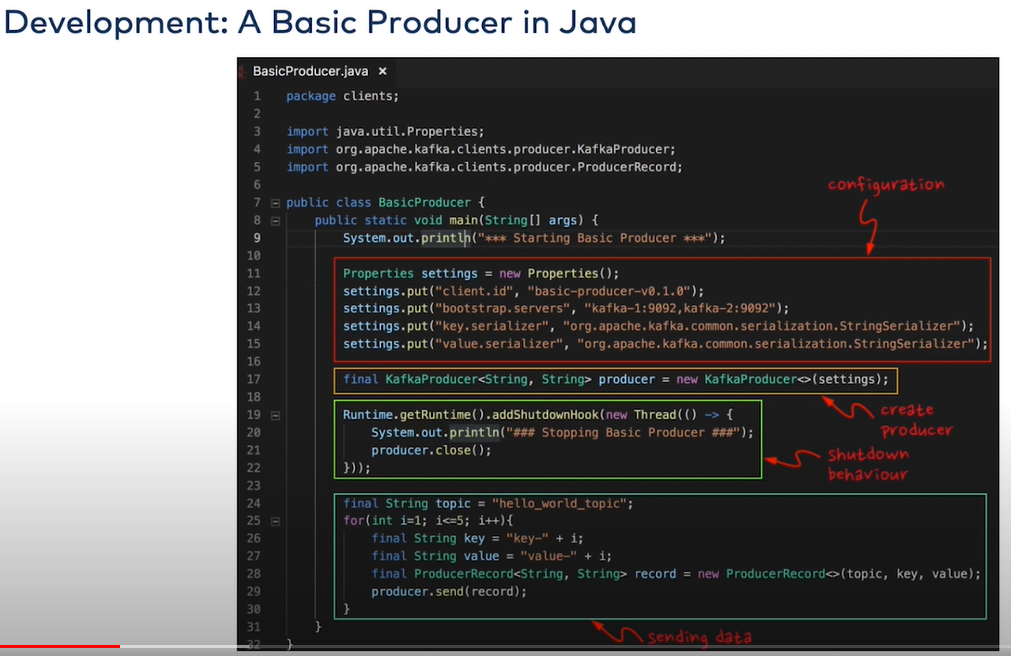 Development: A Basic Producer in Java
BasicProducer.java ×
1 package clients;
2
3 import java.util.Properties;
4 import org.apache.kafka.clients.producer.KafkaProducer;
5 import org.apache.kafka.clients.producer.ProducerRecord;
6
configuration
7 public class BasicProducer {
8 public static void main(String[] args) {
9 System.out.println("*** Starting Basic Producer ***");
10
11 Properties settings = new Properties();
12 settings.put("client.id", "basic-producer-v0.1.0");
13 settings.put("bootstrap.servers", "kafka-1:9092,kafka-2:9092");
14 settings.put("key.serializer", "org.apache.kafka.common.serialization.StringSerializer");
15 settings.put("value.serializer", "org.apache.kafka.common.serialization.StringSerializer");
16
17 final KafkaProducer<String, String> producer = new KafkaProducer<>(settings);
18
create
producer
19 Runtime.getRuntime().addShutdownHook(new Thread(() -> {
20 System.out.println("### Stopping Basic Producer ###");
21 producer.close();
22 }));
shutdown
behaviour
23
24 final String topic = "hello_world_topic";
25 for(int i=1; i<=5; i++){
26 final String key = "key-" + i;
27 final String value = "value-" + i;
28 final ProducerRecord<String, String> record = new ProducerRecord<>(topic, key, value);
29 producer.send(record);
30 }
31 }
sending data
32 }